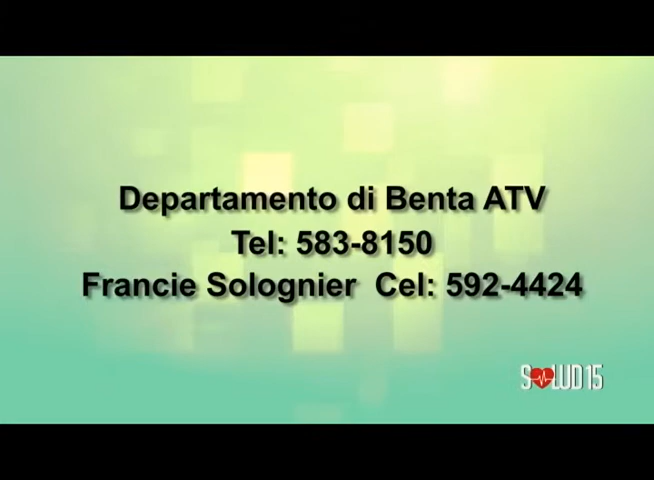 Departamento di Benta ATV
Tel: 583-8150
Francie Solognier Cel: 592-4424
SALUD 15